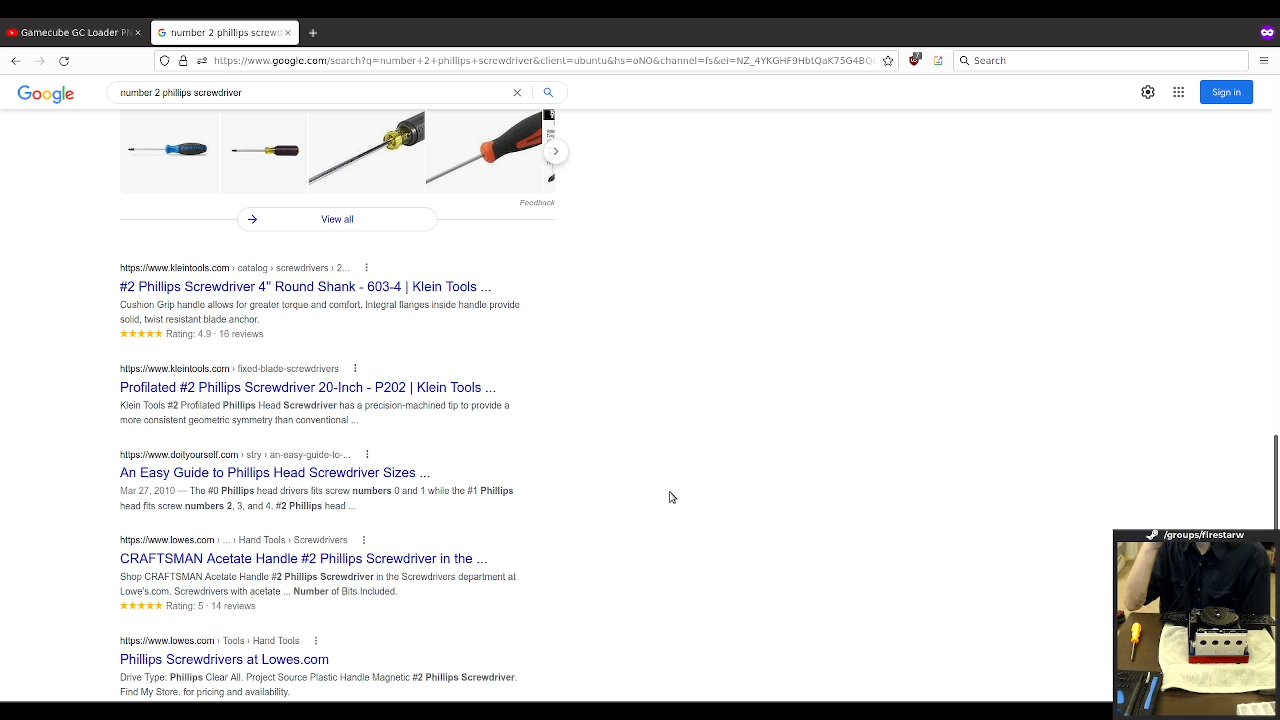 Gamecube GC Loader PN
number 2 phillips screwd
https://www.google.com/search?q=number+2+phillips+screwdriver&client=ubuntu&hs=oNO&channel=fs&ei=NZ_4YKGHF9HbtQaK75G4BQ
Search
Google
number 2 phillips screwdriver
Sign in
Feedback
View all
https://www.kleintools.com › catalog › screwdrivers › 2...
#2 Phillips Screwdriver 4" Round Shank - 603-4 | Klein Tools ...
Cushion Grip handle allows for greater torque and comfort. Integral flanges inside handle provide
solid, twist resistant blade anchor.
★★★★★ Rating: 4.9 · 16 reviews
https://www.kleintools.com › fixed-blade-screwdrivers
Profilated #2 Phillips Screwdriver 20-Inch - P202 | Klein Tools ...
Klein Tools #2 Profilated Phillips Head Screwdriver has a precision-machined tip to provide a
more consistent geometric symmetry than conventional ...
https://www.doityourself.com › stry › an-easy-guide-to-...
An Easy Guide to Phillips Head Screwdriver Sizes ...
Mar 27, 2010 — The #0 Phillips head drivers fits screw numbers 0 and 1 while the #1 Phillips
head fits screw numbers 2, 3, and 4. #2 Phillips head ...
https://www.lowes.com › ... › Hand Tools › Screwdrivers
CRAFTSMAN Acetate Handle #2 Phillips Screwdriver in the ...
Shop CRAFTSMAN Acetate Handle #2 Phillips Screwdriver in the Screwdrivers department at
Lowe's.com. Screwdrivers with acetate ... Number of Bits Included.
★★★★★ Rating: 5 · 14 reviews
https://www.lowes.com › Tools › Hand Tools
Phillips Screwdrivers at Lowes.com
Drive Type: Phillips Clear All. Project Source Plastic Handle Magnetic #2 Phillips Screwdriver.
Find My Store. for pricing and availability.
/groups/firestarw